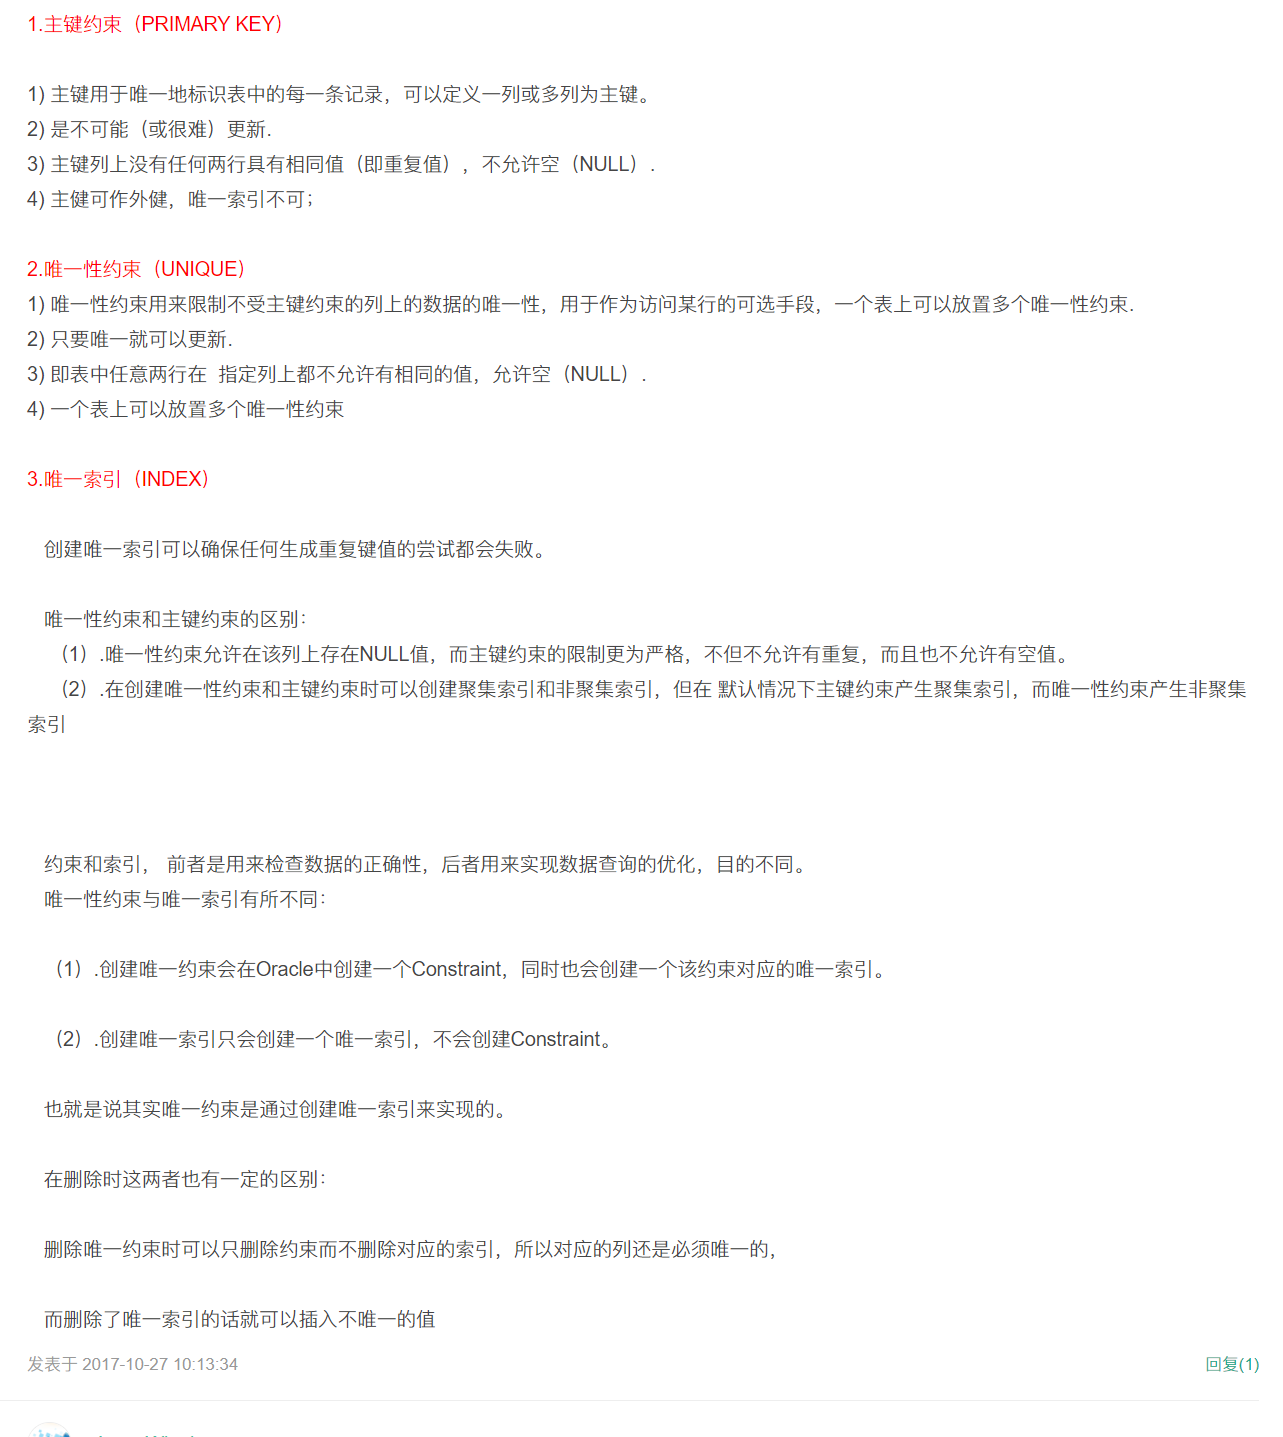 1.主键约束（PRIMARY KEY）
1) 主键用于唯一地标识表中的每一条记录，可以定义一列或多列为主键。
2) 是不可能（或很难）更新.
3) 主键列上没有任何两行具有相同值（即重复值），不允许空（NULL）.
4) 主健可作外健，唯一索引不可；
2.唯一性约束（UNIQUE）
1) 唯一性约束用来限制不受主键约束的列上的数据的唯一性，用于作为访问某行的可选手段，一个表上可以放置多个唯一性约束.
2) 只要唯一就可以更新.
3) 即表中任意两行在 指定列上都不允许有相同的值，允许空（NULL）.
4) 一个表上可以放置多个唯一性约束
3.唯一索引（INDEX）
创建唯一索引可以确保任何生成重复键值的尝试都会失败。
唯一性约束和主键约束的区别：
（1）.唯一性约束允许在该列上存在NULL值，而主键约束的限制更为严格，不但不允许有重复，而且也不允许有空值。
（2）.在创建唯一性约束和主键约束时可以创建聚集索引和非聚集索引，但在 默认情况下主键约束产生聚集索引，而唯一性约束产生非聚集
索引
约束和索引， 前者是用来检查数据的正确性，后者用来实现数据查询的优化，目的不同。
唯一性约束与唯一索引有所不同：
（1）.创建唯一约束会在Oracle中创建一个Constraint，同时也会创建一个该约束对应的唯一索引。
（2）.创建唯一索引只会创建一个唯一索引，不会创建Constraint。
也就是说其实唯一约束是通过创建唯一索引来实现的。
在删除时这两者也有一定的区别：
删除唯一约束时可以只删除约束而不删除对应的索引，所以对应的列还是必须唯一的，
而删除了唯一索引的话就可以插入不唯一的值
发表于 2017-10-27 10:13:34
回复(1)